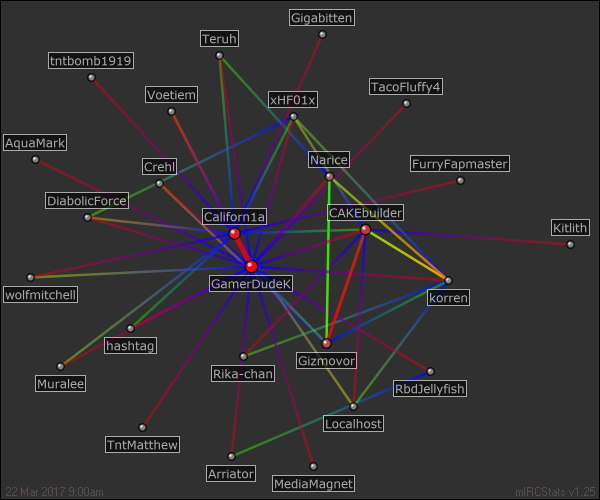 Gigabitten
Teruh
tntbomb1919
TacoFluffy4
Voetiem
xHF01x
AquaMark
Narice
FurryFapmaster
Crehl
DiabolicForce
Californ1a
CAKEbuilder
Kitlith
GamerDudeK
wolfmitchell
korren
hashtag
Gizmovor
Rika-chan
Muralee
RbdJellyfish
Localhost
TntMatthew
Arriator
MediaMagnet
22 Mar 2017 9:00am
mIRCStats v1.25